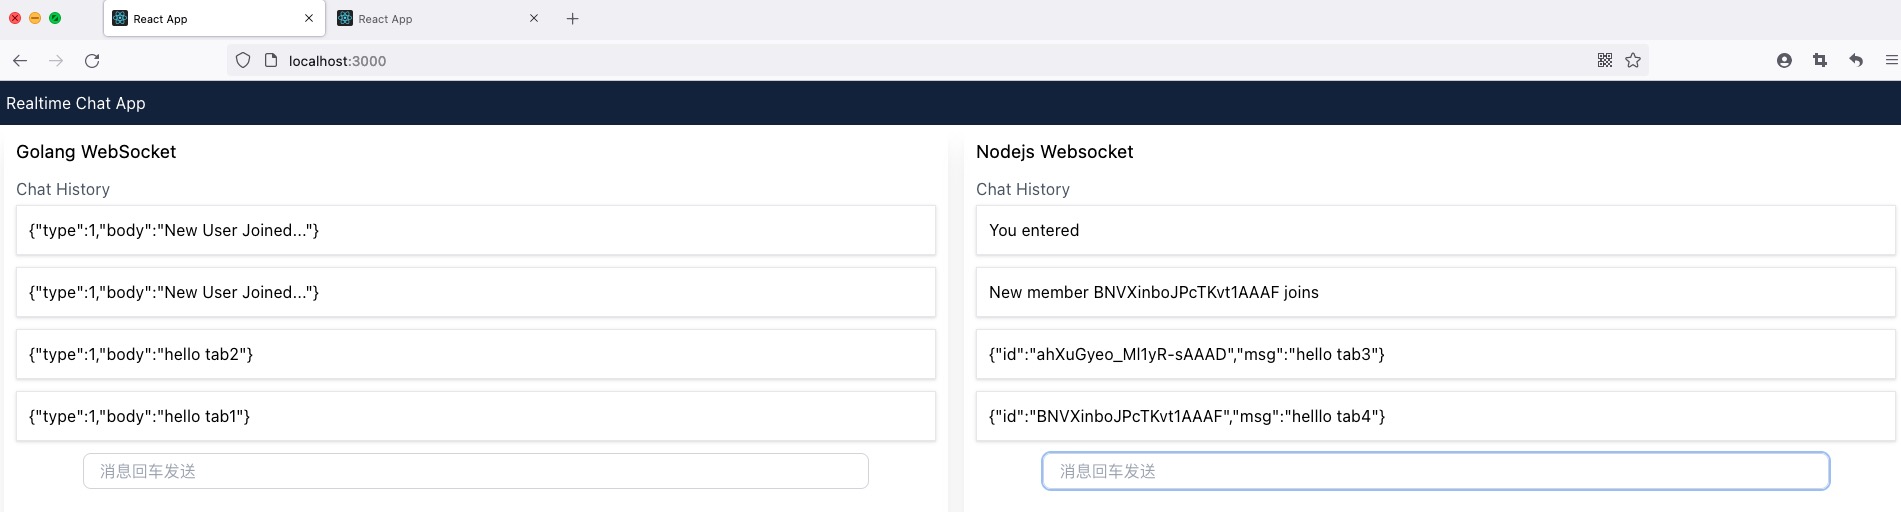 React App
React App
localhost:3000
Realtime Chat App
Golang WebSocket
Chat History
{"type":1,"body":"New User Joined..."}
{"type":1,"body":"New User Joined..."}
{"type":1,"body":"hello tab2"}
{"type":1,"body":"hello tab1"}
消息回车发送
Nodejs Websocket
Chat History
You entered
New member BNVXinboJPcTKvt1AAAF joins
{"id":"ahXuGyeo_Ml1yR-sAAAD","msg":"hello tab3"}
{"id":"BNVXinboJPcTKvt1AAAF","msg":"helllo tab4"}
消息回车发送